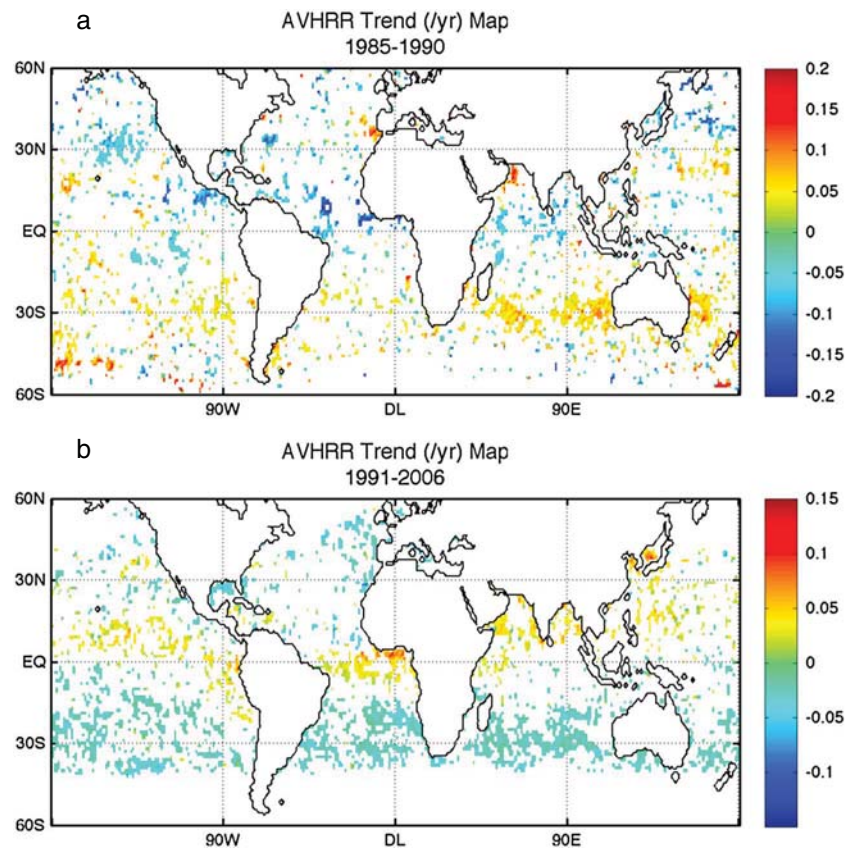 a
AVHRR Trend (/yr) Map
1985-1990
60N
30N
EQ
30S
60S
90W
DL
90E
0.2
0.15
0.1
0.05
0
-0.05
-0.1
-0.15
-0.2
b
AVHRR Trend (/yr) Map
1991-2006
60N
30N
EQ
30S
60S
90W
DL
90E
0.15
0.1
0.05
0
-0.05
-0.1